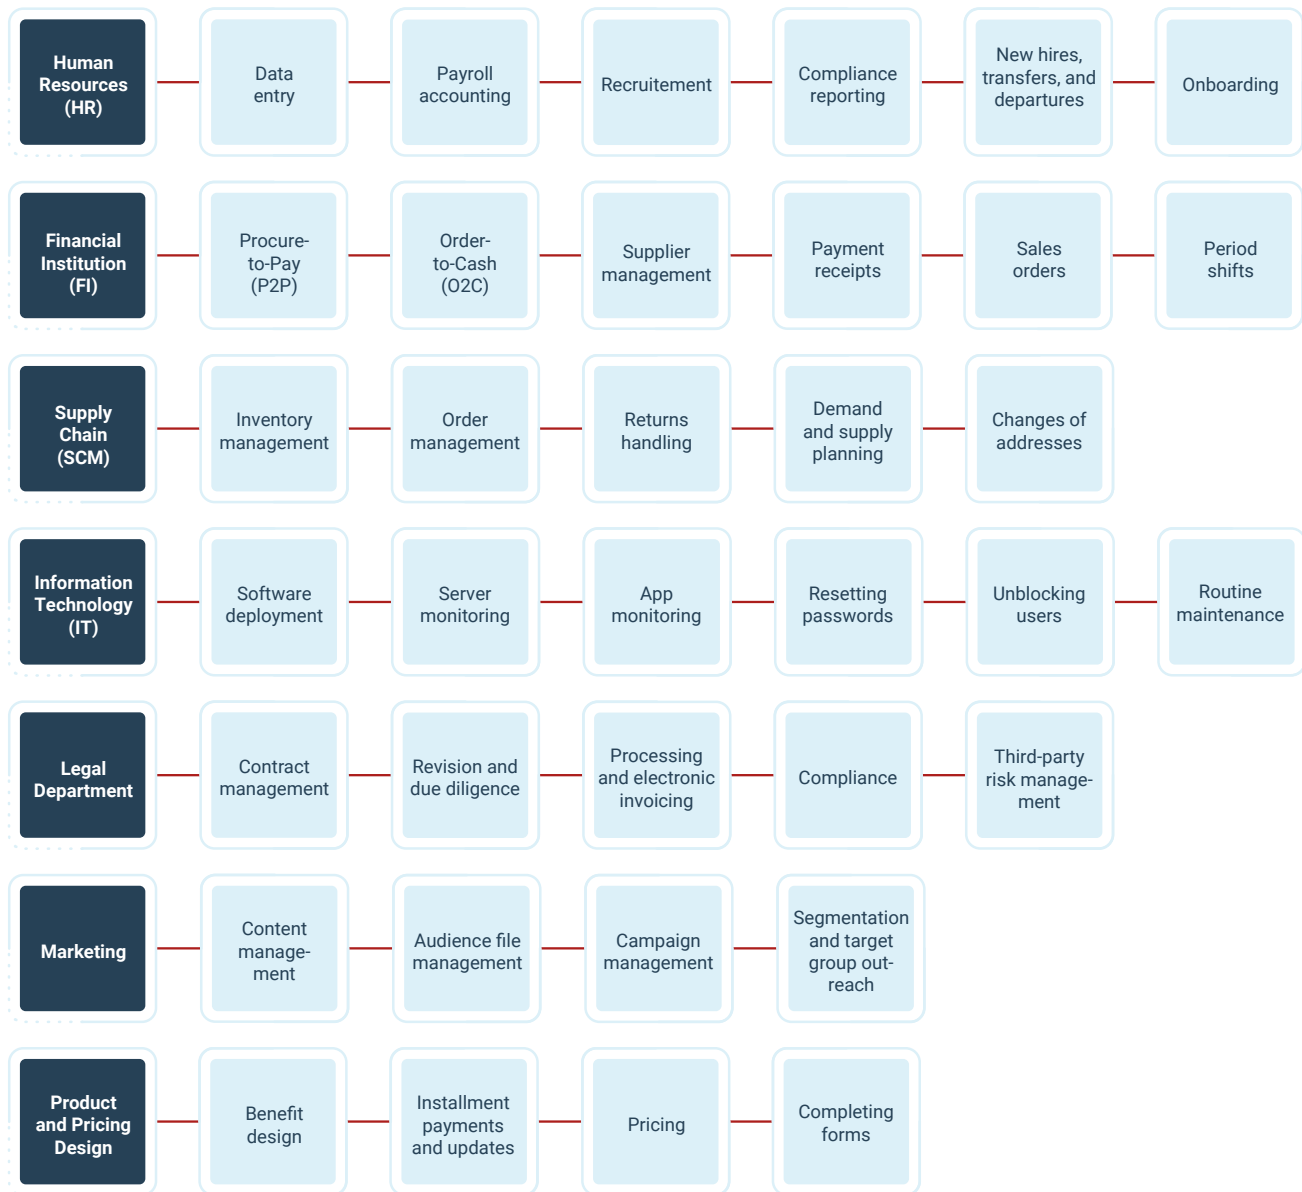 Human
Resources
(HR)
Data
entry
Payroll
accounting
Recruitement
Compliance
reporting
New hires,
transfers, and
departures
Onboarding
Financial
Institution
(FI)
Procure-
to-Pay
(P2P)
Order-
to-Cash
(O2C)
Supplier
management
Payment
receipts
Sales
orders
Period
shifts
Supply
Chain
(SCM)
Inventory
management
Order
management
Returns
handling
Demand
and supply
planning
Changes of
addresses
Information
Technology
(IT)
Software
deployment
Server
monitoring
App
monitoring
Resetting
passwords
Unblocking
users
Routine
maintenance
Legal
Department
Contract
management
Revision and
due diligence
Processing
and electronic
invoicing
Compliance
Third-party
risk manage-
ment
Marketing
Content
manage-
ment
Audience file
management
Campaign
management
Segmentation
and target
group out-
reach
Product
and Pricing
Design
Benefit
design
Installment
payments
and updates
Pricing
Completing
forms